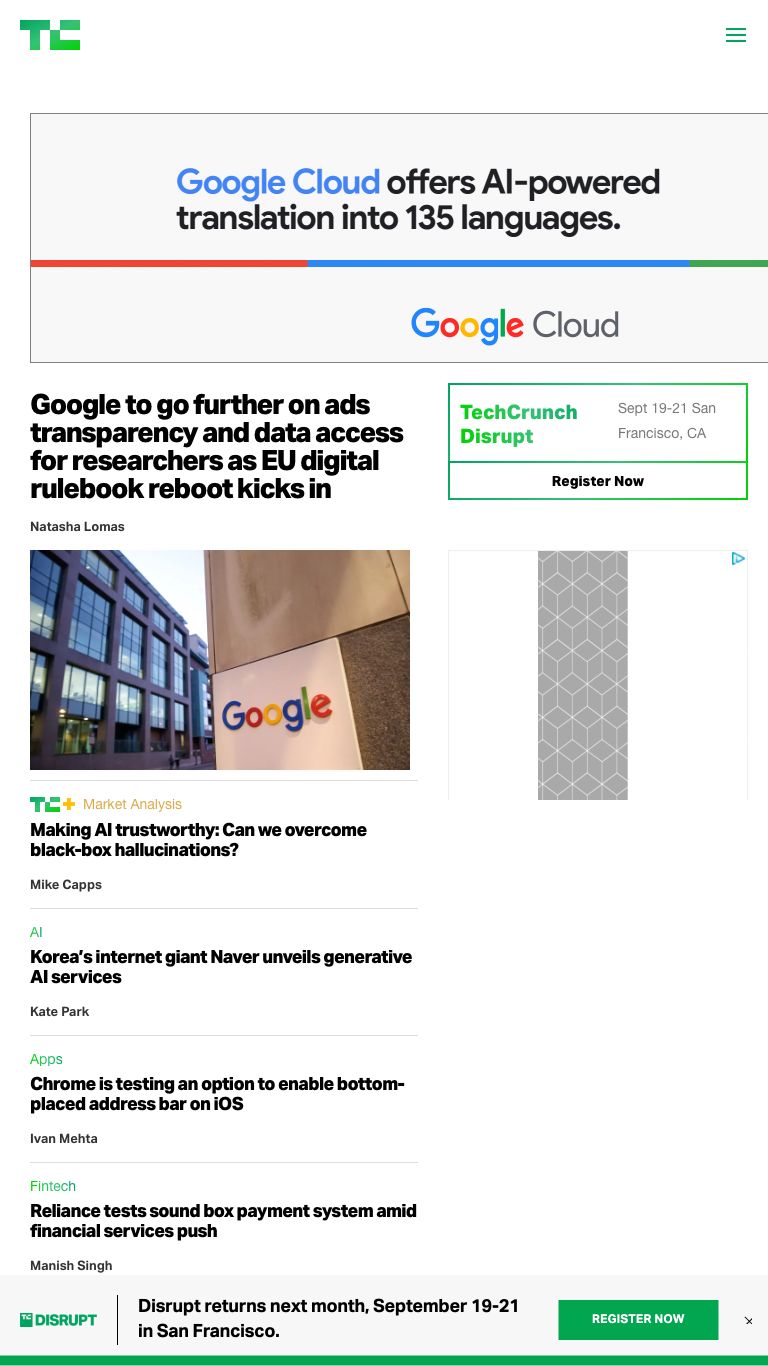 TC
Google Cloud offers AI-powered
translation into 135 languages.
Google Cloud
Google to go further on ads
transparency and data access
for researchers as EU digital
rulebook reboot kicks in
Natasha Lomas
Google
TechCrunch
Disrupt
Sept 19-21 San
Francisco, CA
Register Now
TC+ Market Analysis
Making AI trustworthy: Can we overcome
black-box hallucinations?
Mike Capps
AI
Korea’s internet giant Naver unveils generative
AI services
Kate Park
Apps
Chrome is testing an option to enable bottom-
placed address bar on iOS
Ivan Mehta
Fintech
Reliance tests sound box payment system amid
financial services push
Manish Singh
TC DISRUPT
Disrupt returns next month, September 19-21
in San Francisco.
REGISTER NOW